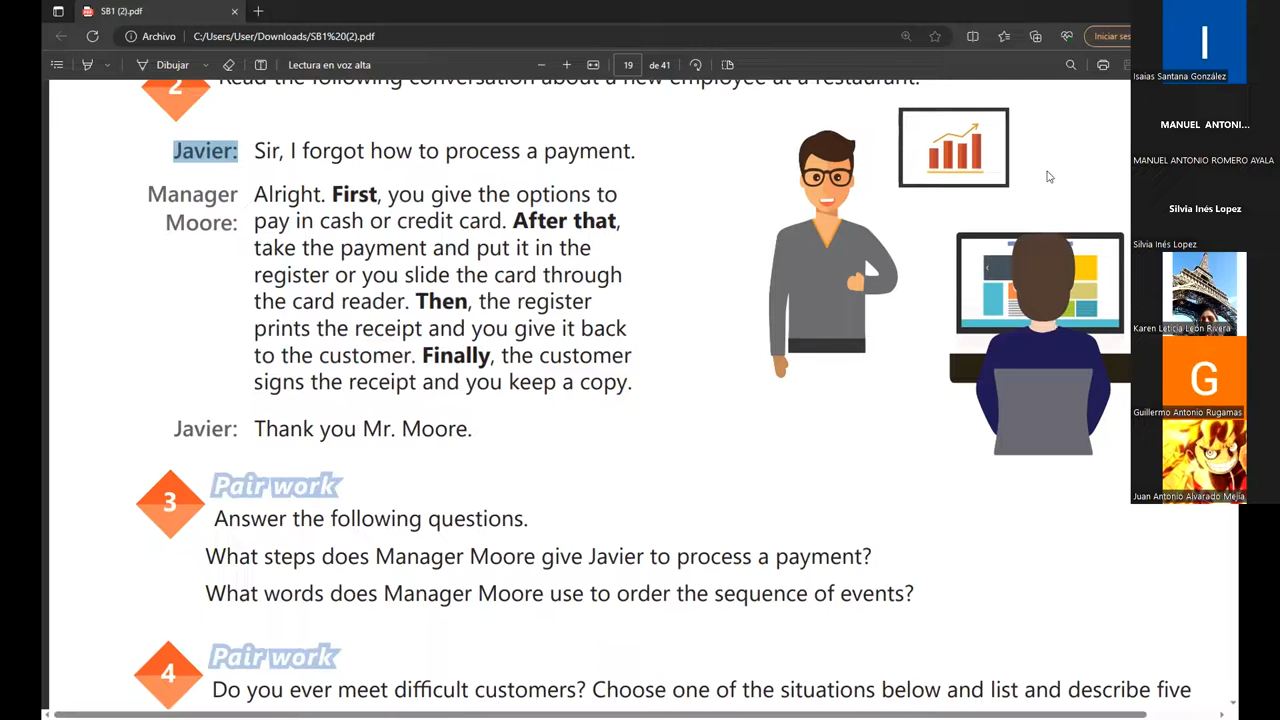 SB1 (2).pdf
Archivo C:/Users/User/Downloads/SB1%20(2).pdf
Iniciar ses
Dibujar Lectura en voz alta 19 de 41
2 Read the following conversation about a new employee at a restaurant.
Javier: Sir, I forgot how to process a payment.
Manager Alright. First, you give the options to
Moore: pay in cash or credit card. After that,
take the payment and put it in the
register or you slide the card through
the card reader. Then, the register
prints the receipt and you give it back
to the customer. Finally, the customer
signs the receipt and you keep a copy.
Javier: Thank you Mr. Moore.
3 Pair work
Answer the following questions.
What steps does Manager Moore give Javier to process a payment?
What words does Manager Moore use to order the sequence of events?
4 Pair work
Do you ever meet difficult customers? Choose one of the situations below and list and describe five
I
Isaias Santana González
MANUEL ANTONI...
MANUEL ANTONIO ROMERO AYALA
Silvia Inés Lopez
Silvia Inés Lopez
Karen Leticia León Rivera
G
Guillermo Antonio Rugamas
Juan Antonio Alvarado Mejía